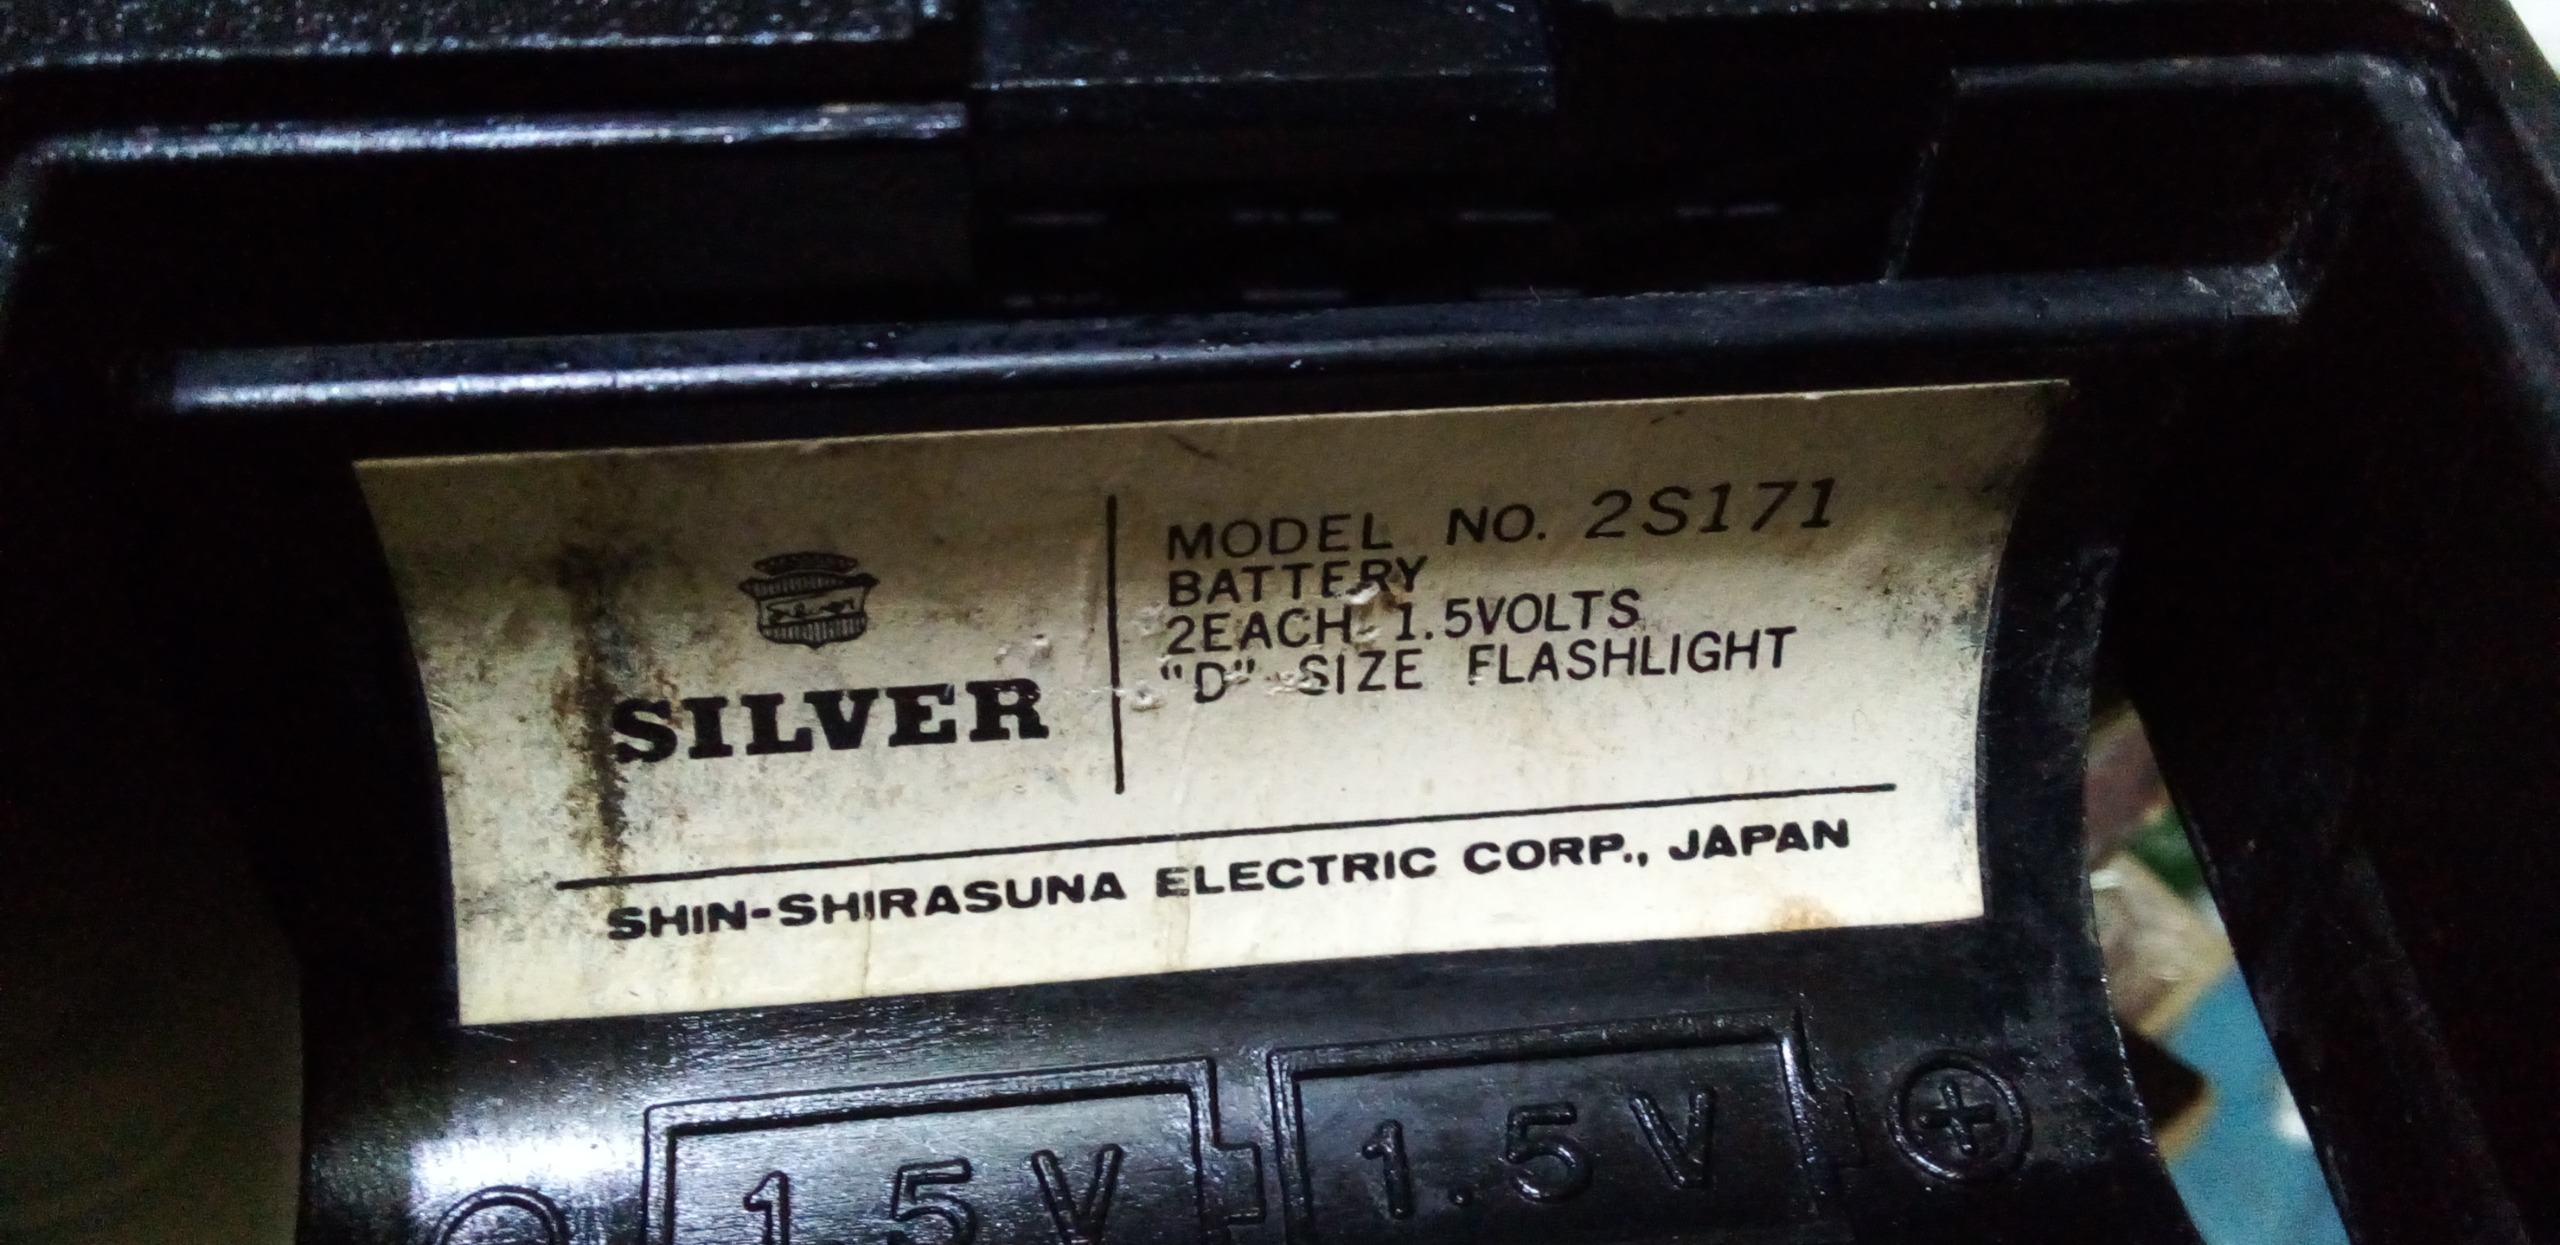 Silver
SILVER
MODEL NO. 2S171
BATTERY
2EACH 1.5VOLTS
"D" SIZE FLASHLIGHT
SHIN-SHIRASUNA ELECTRIC CORP., JAPAN
1.5V 1.5V +